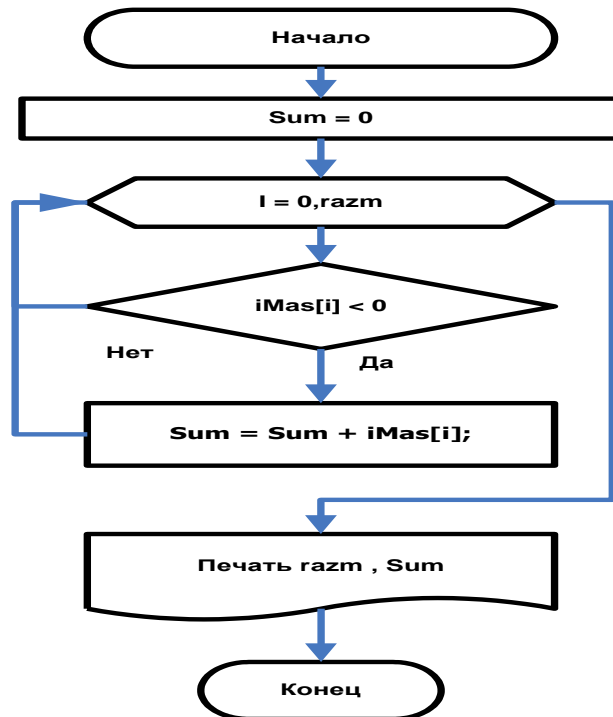 Начало
Sum = 0
I = 0,razm
iMas[i] < 0
Нет
Да
Sum = Sum + iMas[i];
Печать razm , Sum
Конец